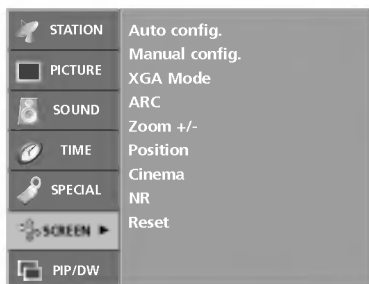 STATION
PICTURE
SOUND
TIME
SPECIAL
SCREEN
PIP/DW
Auto config.
Manual config.
XGA Mode
ARC
Zoom +/-
Position
Cinema
NR
Reset